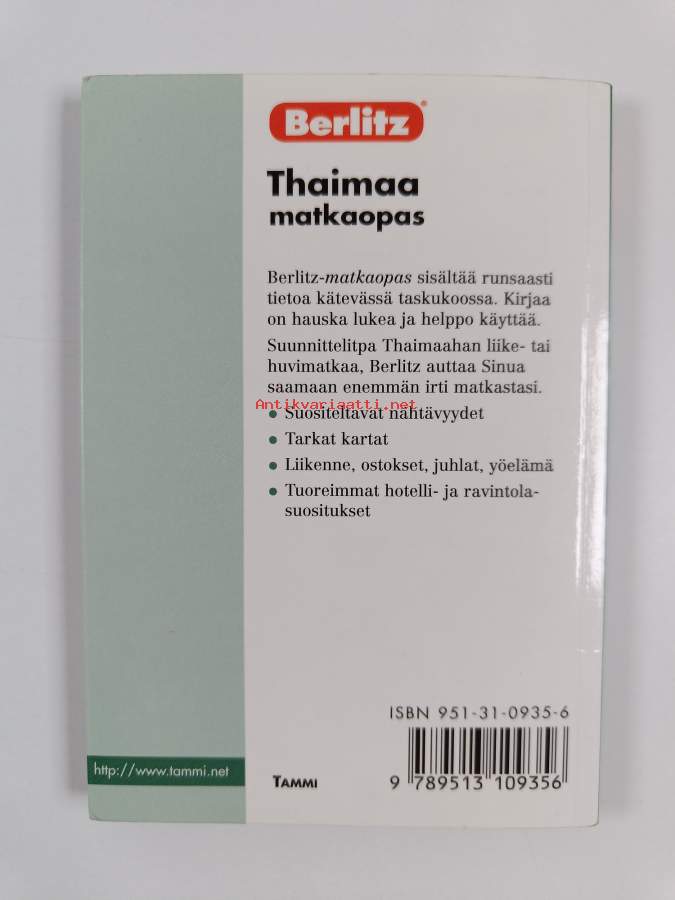 Berlitz®
Thaimaa
matkaopas
Berlitz-matkaopas sisältää runsaasti
tietoa kätevässä taskukoossa. Kirjaa
on hauska lukea ja helppo käyttää.
Suunnittelitpa Thaimaahan liike- tai
huvimatkaa, Berlitz auttaa Sinua
saamaan enemmän irti matkastasi.
Antikvariaatti.net
• Suositeltavat nähtävyydet
• Tarkat kartat
• Liikenne, ostokset, juhlat, yöelämä
• Tuoreimmat hotelli- ja ravintola-
suositukset
ISBN 951-31-0935-6
http://www.tammi.net
TAMMI
9 789513 109356